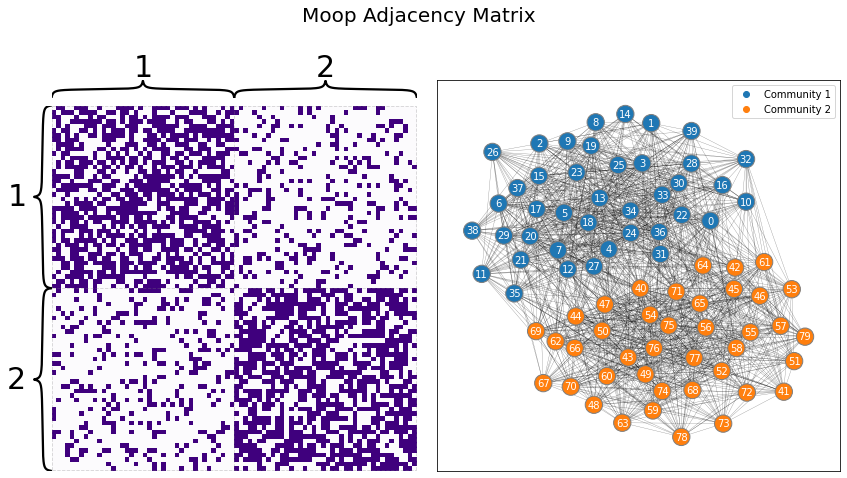 Moop Adjacency Matrix
1 2
1
2
Community 1
Community 2
14
8 1
39
2 9 19
26
32
25 3 28
23
15
30 16
37
33
13
6
10
17 5 34 22
18 0
38 29 20 24 36
7 4 31
21
64 42 61
12 27
11
40 71 45 46 53
35
47 65
44 54
75 56 57
69 50 55
62 79
66 76 58
43 77 51
52
60 49
67 70
74 68 72 41
48 59
63 73
78